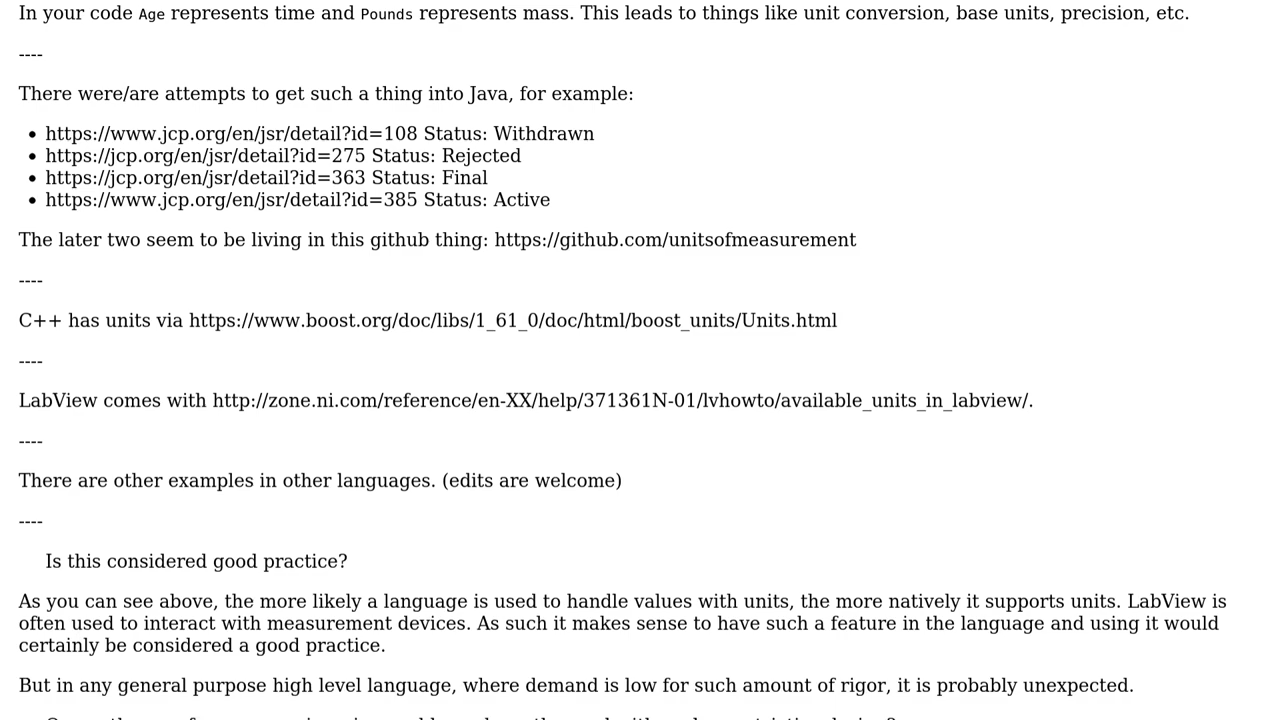 In your code Age represents time and Pounds represents mass. This leads to things like unit conversion, base units, precision, etc.
----
There were/are attempts to get such a thing into Java, for example:
• https://www.jcp.org/en/jsr/detail?id=108 Status: Withdrawn
• https://jcp.org/en/jsr/detail?id=275 Status: Rejected
• https://jcp.org/en/jsr/detail?id=363 Status: Final
• https://www.jcp.org/en/jsr/detail?id=385 Status: Active
The later two seem to be living in this github thing: https://github.com/unitsofmeasurement
----
C++ has units via https://www.boost.org/doc/libs/1_61_0/doc/html/boost_units/Units.html
----
LabView comes with http://zone.ni.com/reference/en-XX/help/371361N-01/lvhowto/available_units_in_labview/.
----
There are other examples in other languages. (edits are welcome)
----
Is this considered good practice?
As you can see above, the more likely a language is used to handle values with units, the more natively it supports units. LabView is
often used to interact with measurement devices. As such it makes sense to have such a feature in the language and using it would
certainly be considered a good practice.
But in any general purpose high level language, where demand is low for such amount of rigor, it is probably unexpected.